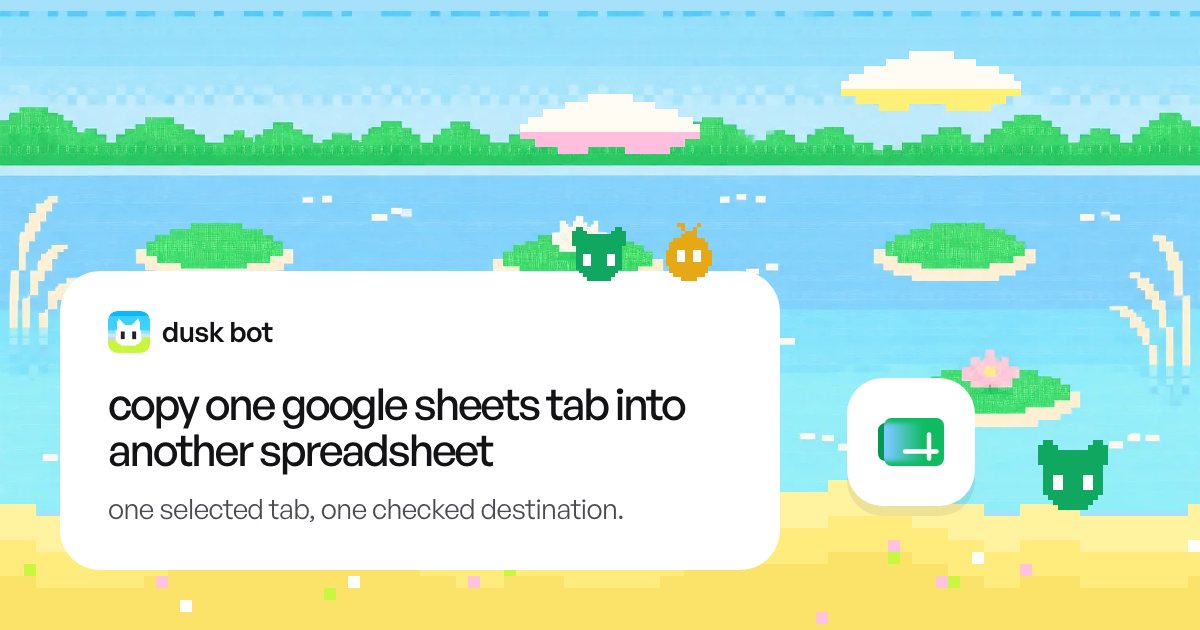 dusk bot
copy one google sheets tab into
another spreadsheet
one selected tab, one checked destination.